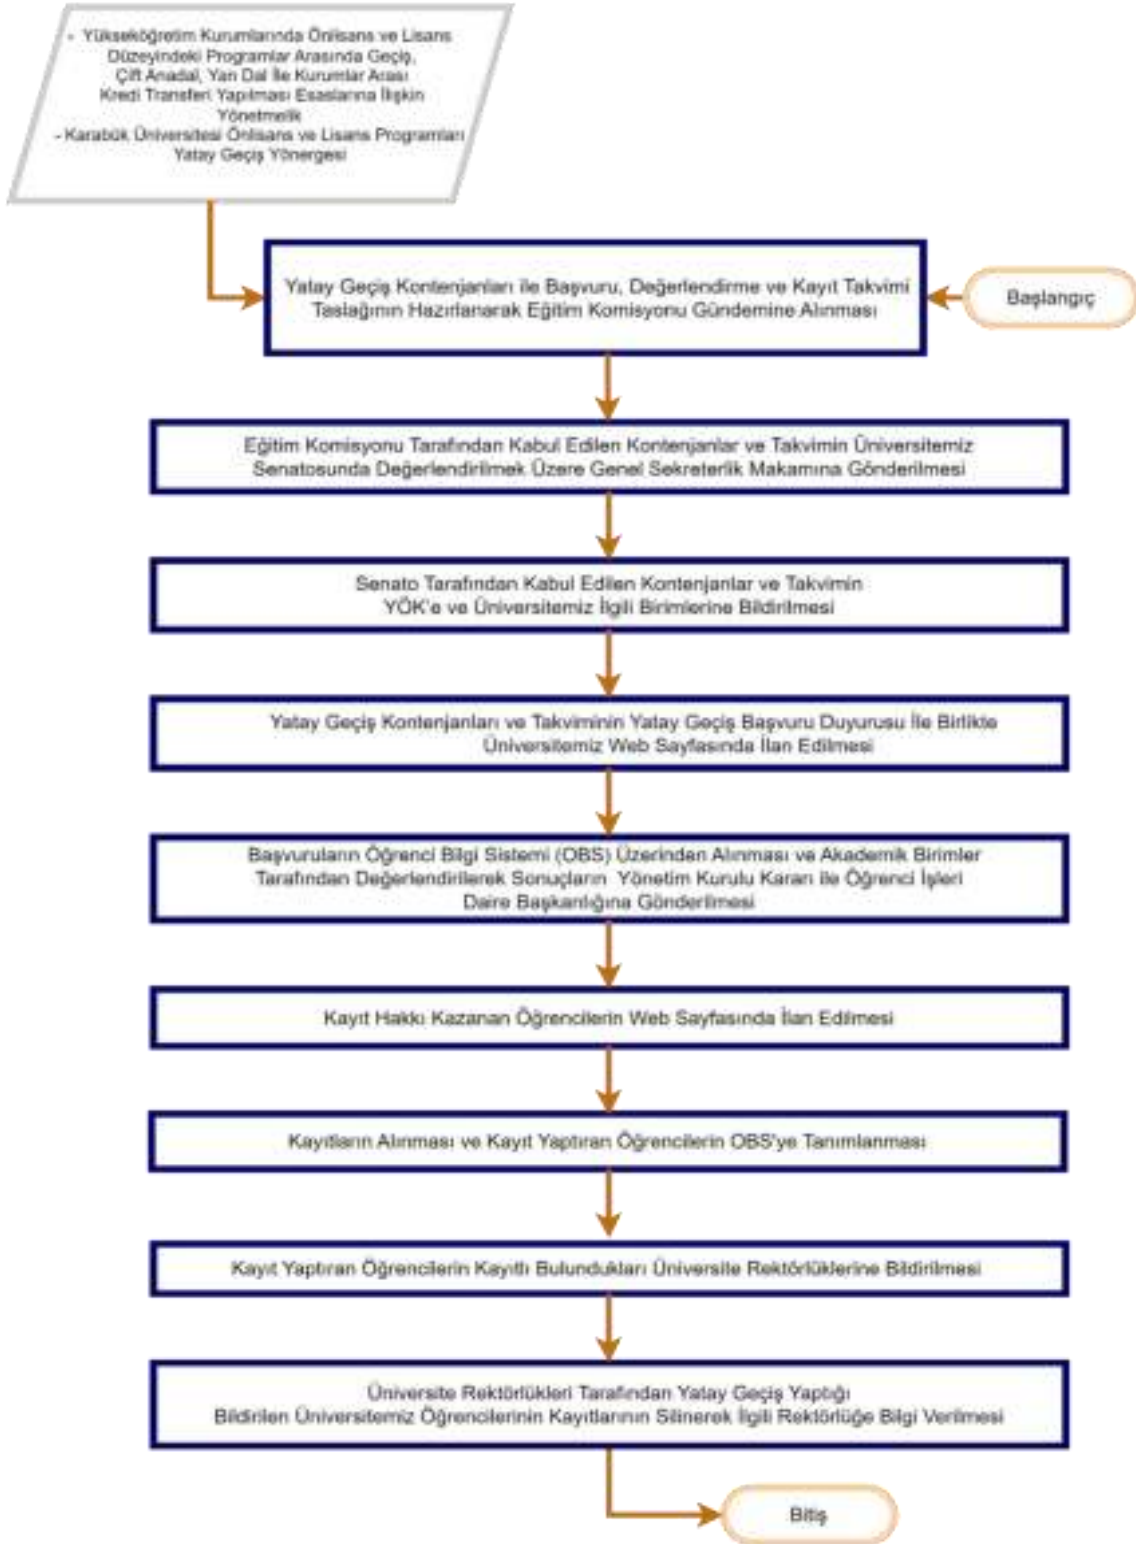 - Yükseköğretim Kurumlarında Önlisans ve Lisans
Düzeyindeki Programlar Arasında Geçiş,
Çift Anadal, Yan Dal İle Kurumlar Arası
Kredi Transferi Yapılması Esaslarına İlişkin
Yönetmelik
- Karabük Üniversitesi Önlisans ve Lisans Programları
Yatay Geçiş Yönergesi
Yatay Geçiş Kontenjanları ile Başvuru, Değerlendirme ve Kayıt Takvimi
Taslağının Hazırlanarak Eğitim Komisyonu Gündemine Alınması
Başlangıç
Eğitim Komisyonu Tarafından Kabul Edilen Kontenjanlar ve Takvimin Üniversitemiz
Senatosunda Değerlendirilmek Üzere Genel Sekreterlik Makamına Gönderilmesi
Senato Tarafından Kabul Edilen Kontenjanlar ve Takvimin
YÖK'e ve Üniversitemiz İlgili Birimlerine Bildirilmesi
Yatay Geçiş Kontenjanları ve Takviminin Yatay Geçiş Başvuru Duyurusu İle Birlikte
Üniversitemiz Web Sayfasında İlan Edilmesi
Başvuruların Öğrenci Bilgi Sistemi (OBS) Üzerinden Alınması ve Akademik Birimler
Tarafından Değerlendirilerek Sonuçların Yönetim Kurulu Kararı ile Öğrenci İşleri
Daire Başkanlığına Gönderilmesi
Kayıt Hakkı Kazanan Öğrencilerin Web Sayfasında İlan Edilmesi
Kayıtların Alınması ve Kayıt Yaptıran Öğrencilerin OBS'ye Tanımlanması
Kayıt Yaptıran Öğrencilerin Kayıtlı Bulundukları Üniversite Rektörlüklerine Bildirilmesi
Üniversite Rektörlükleri Tarafından Yatay Geçiş Yaptığı
Bildirilen Üniversitemiz Öğrencilerinin Kayıtlarının Silinerek İlgili Rektörlüğe Bilgi Verilmesi
Bitiş